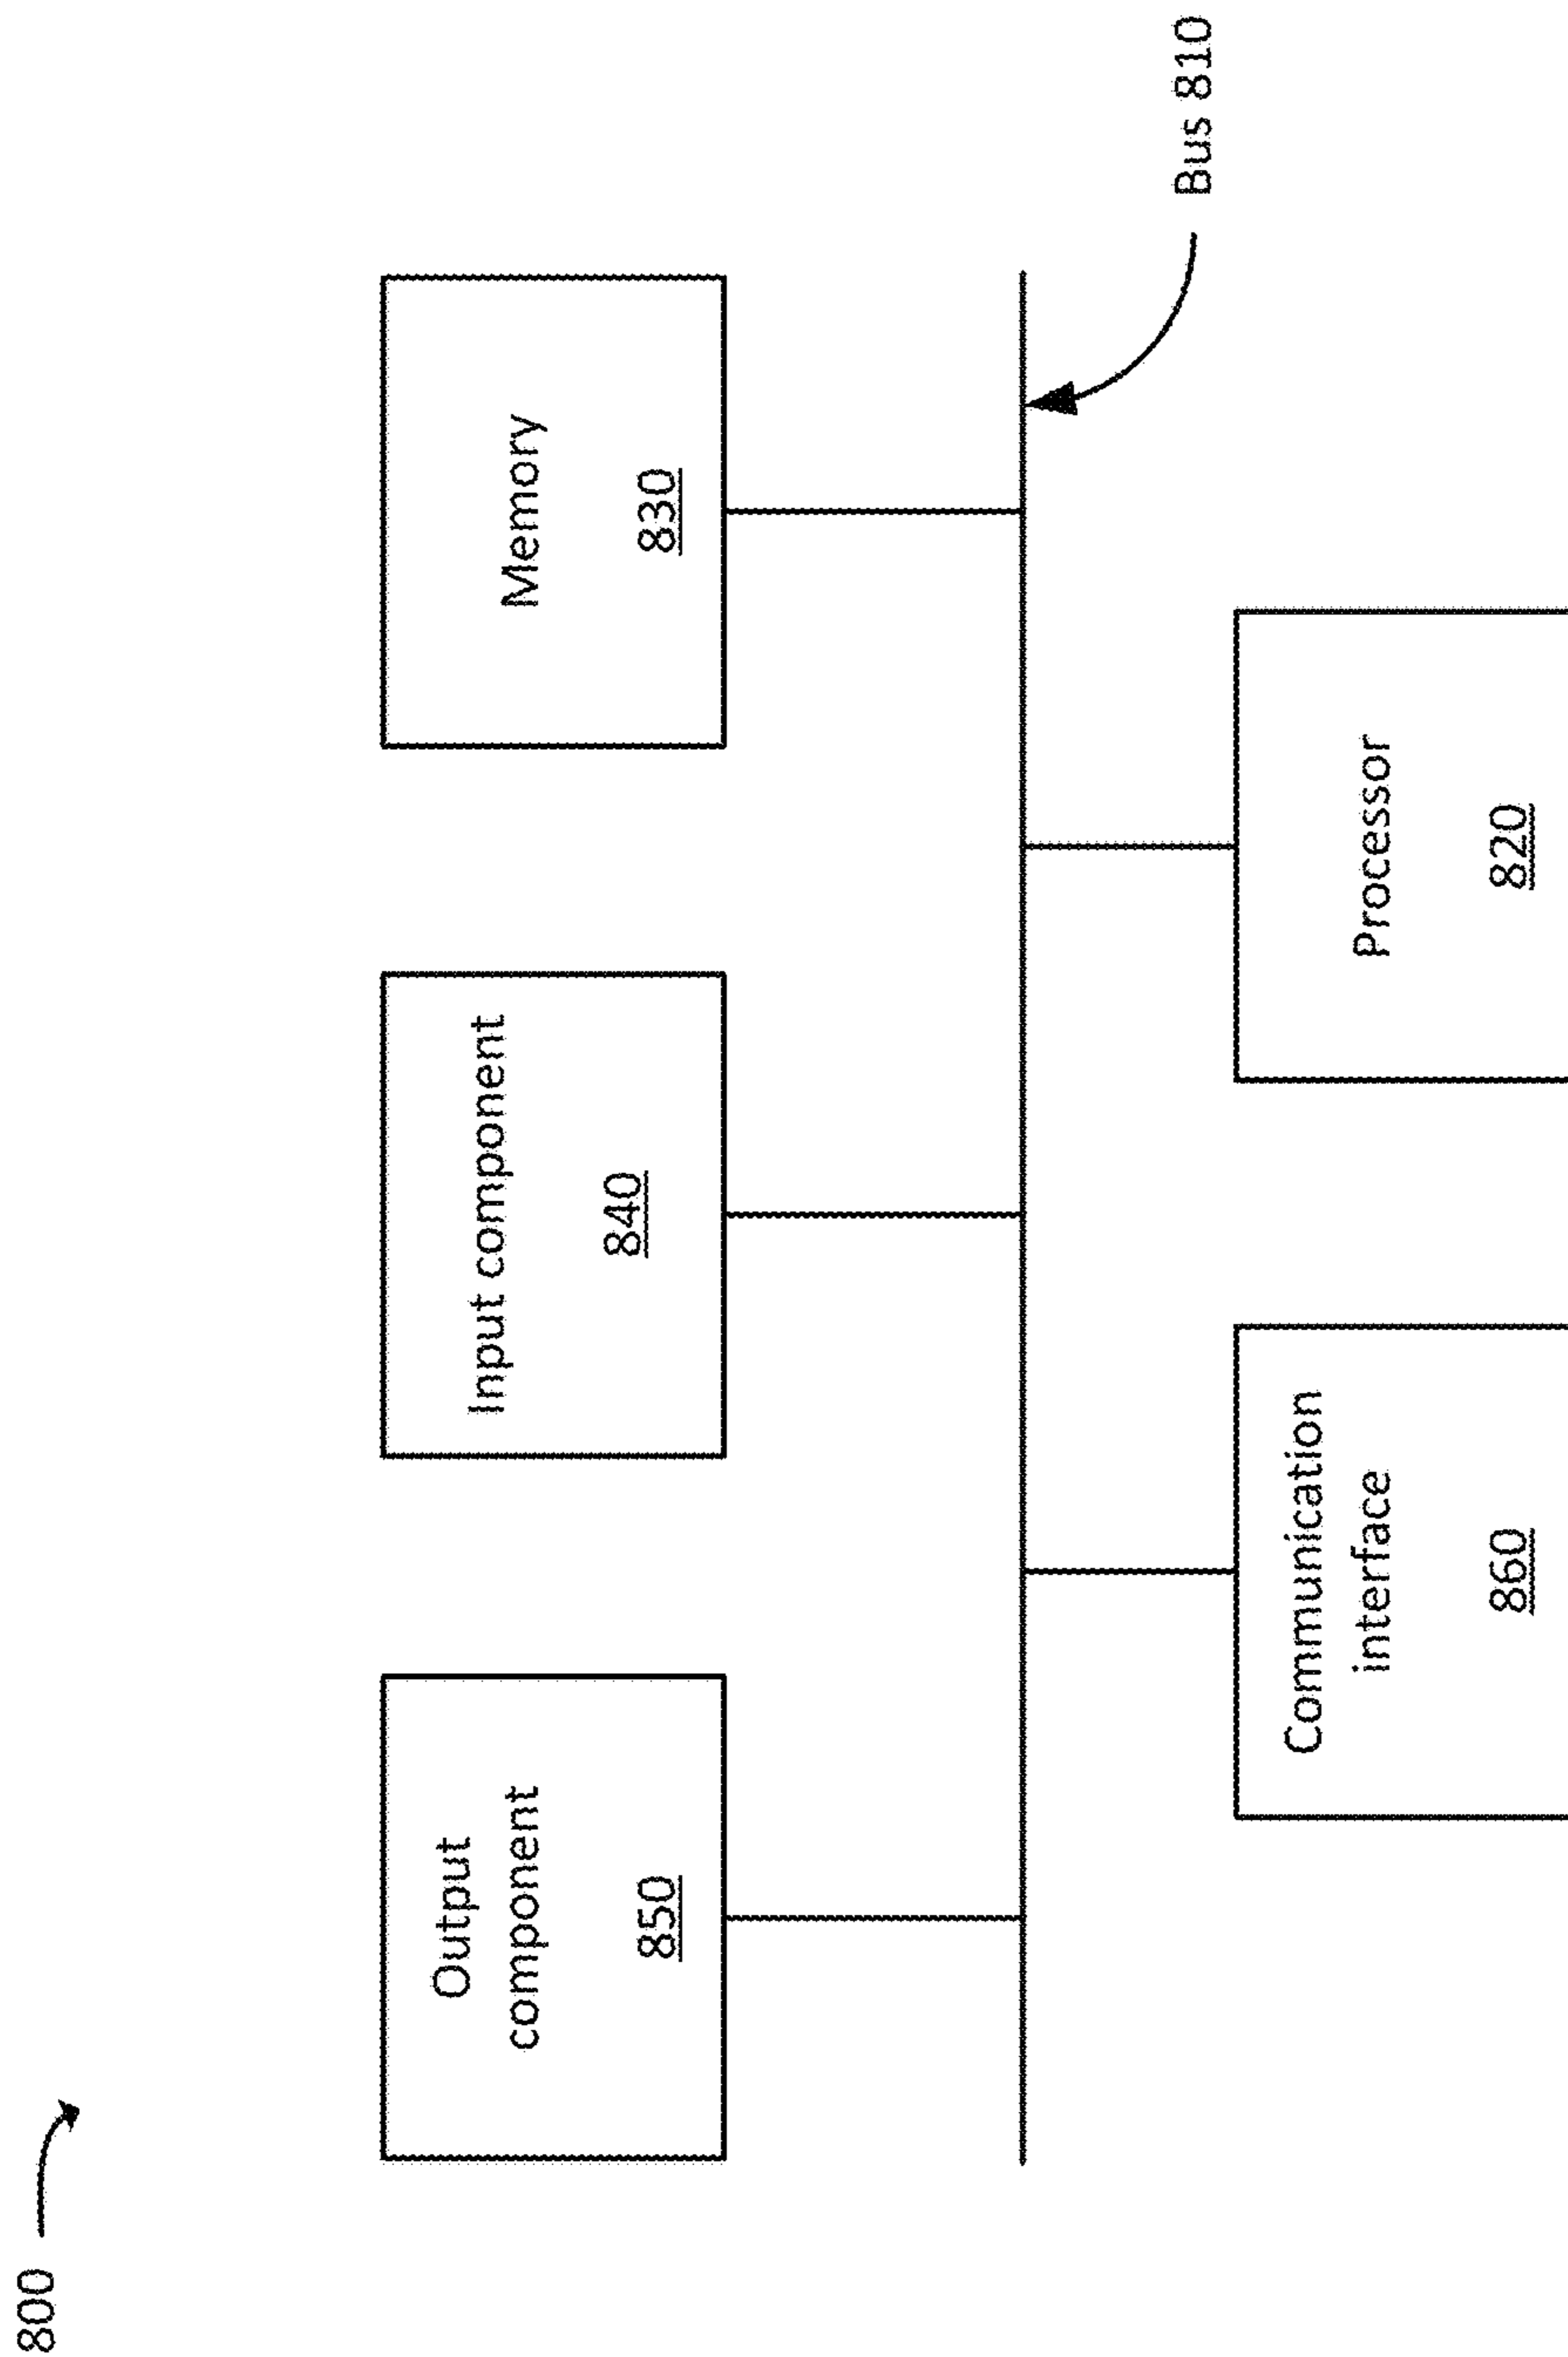 800
Output
component
850
Input component
840
Memory
830
Bus 810
Communication
interface
860
Processor
820